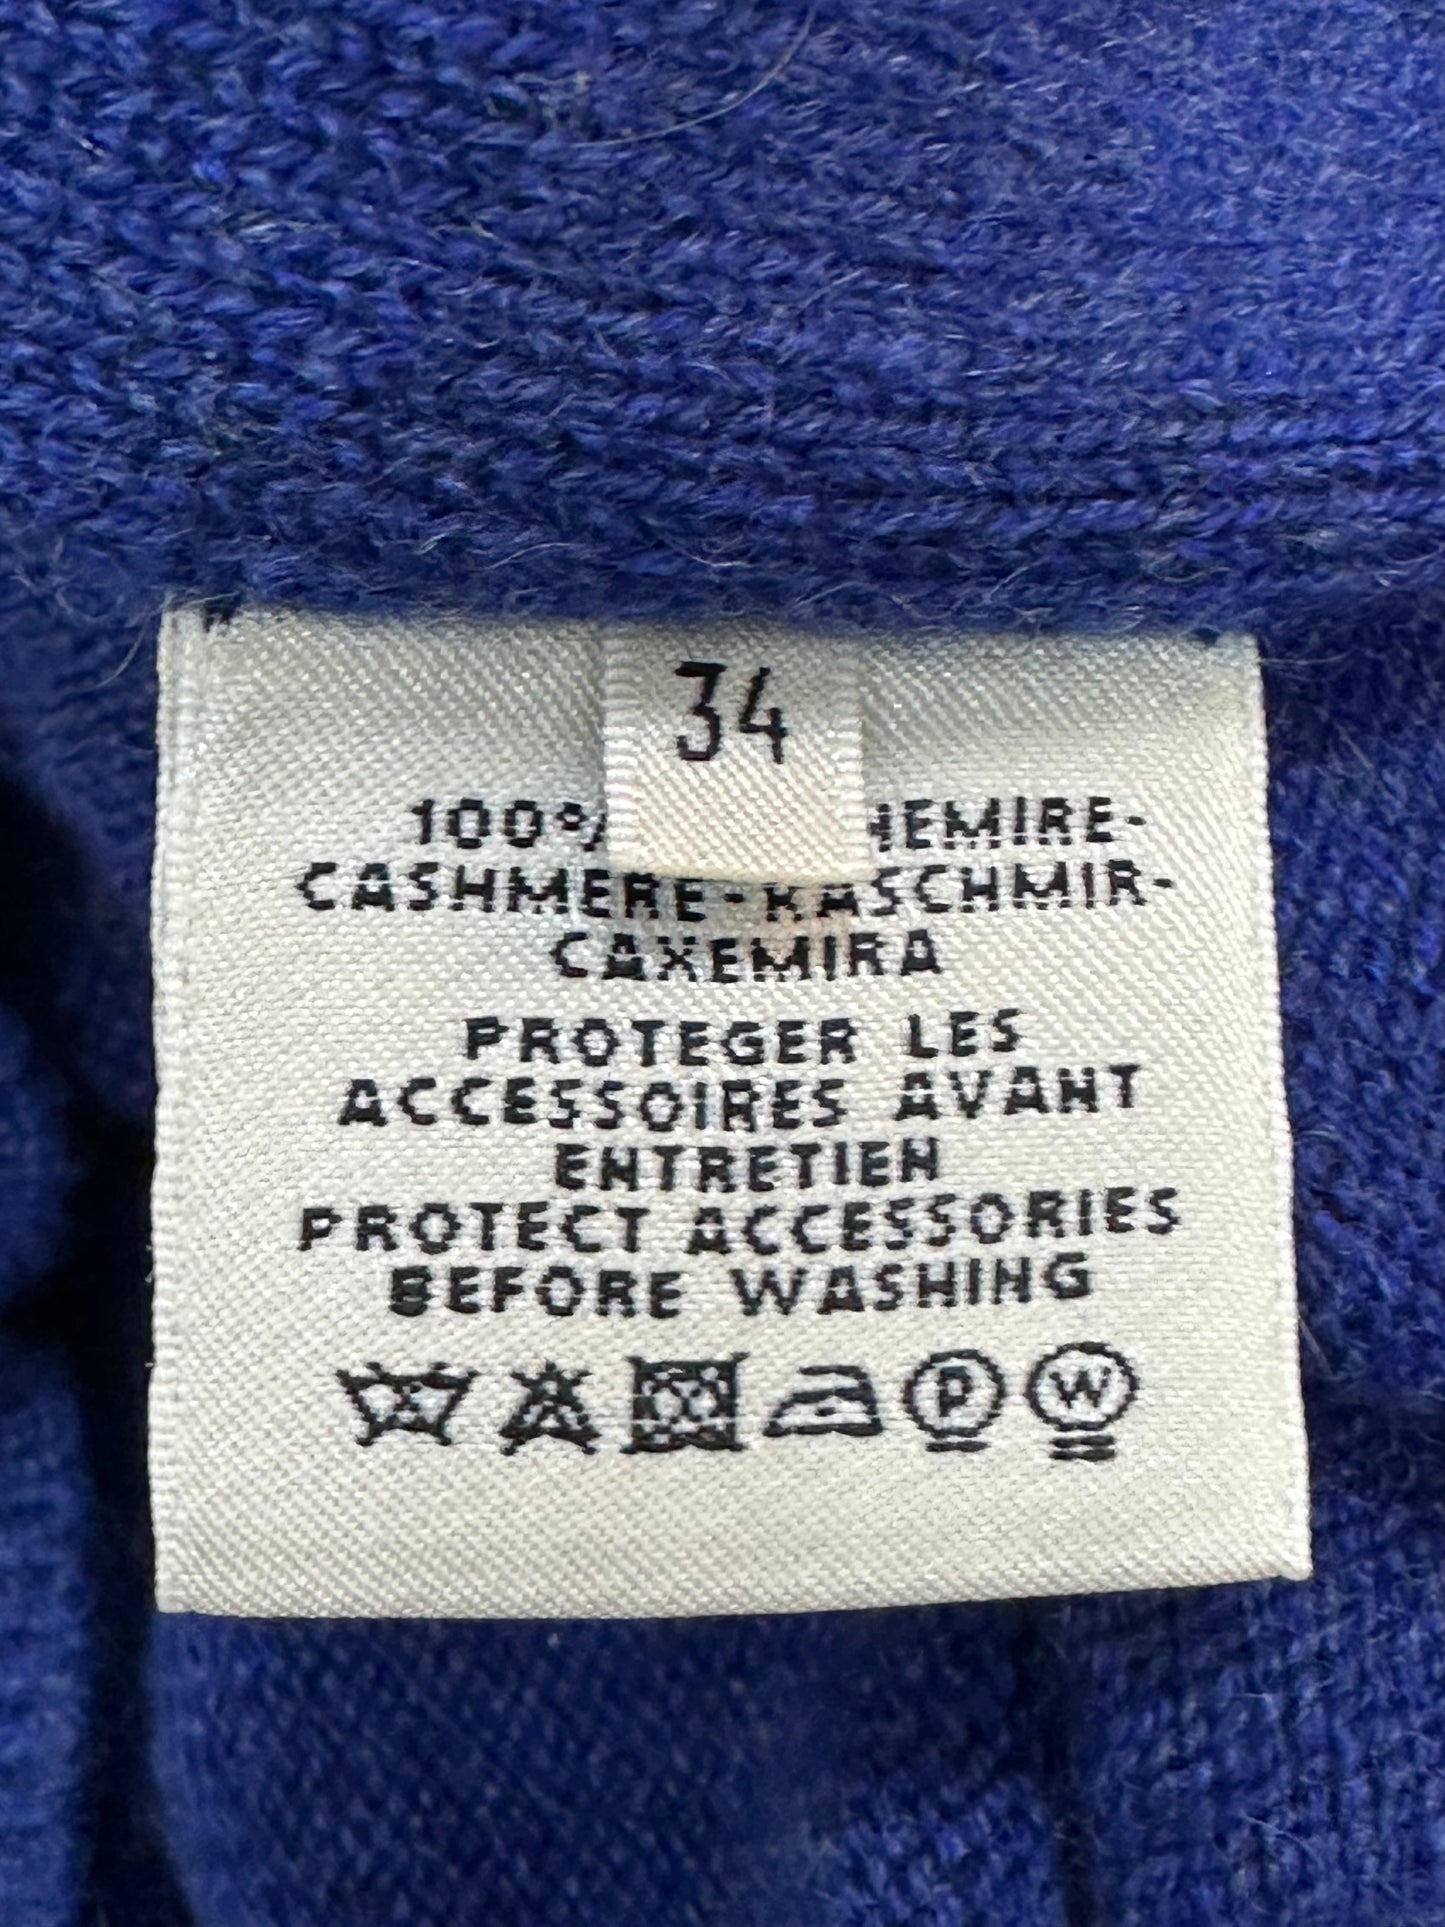 34
100% HEMIRE-
CASHMERE-KASCHMIR-
CAXEMIRA
PROTEGER LES
ACCESSOIRES AVANT
ENTRETIEN
PROTECT ACCESSORIES
BEFORE WASHING
P W